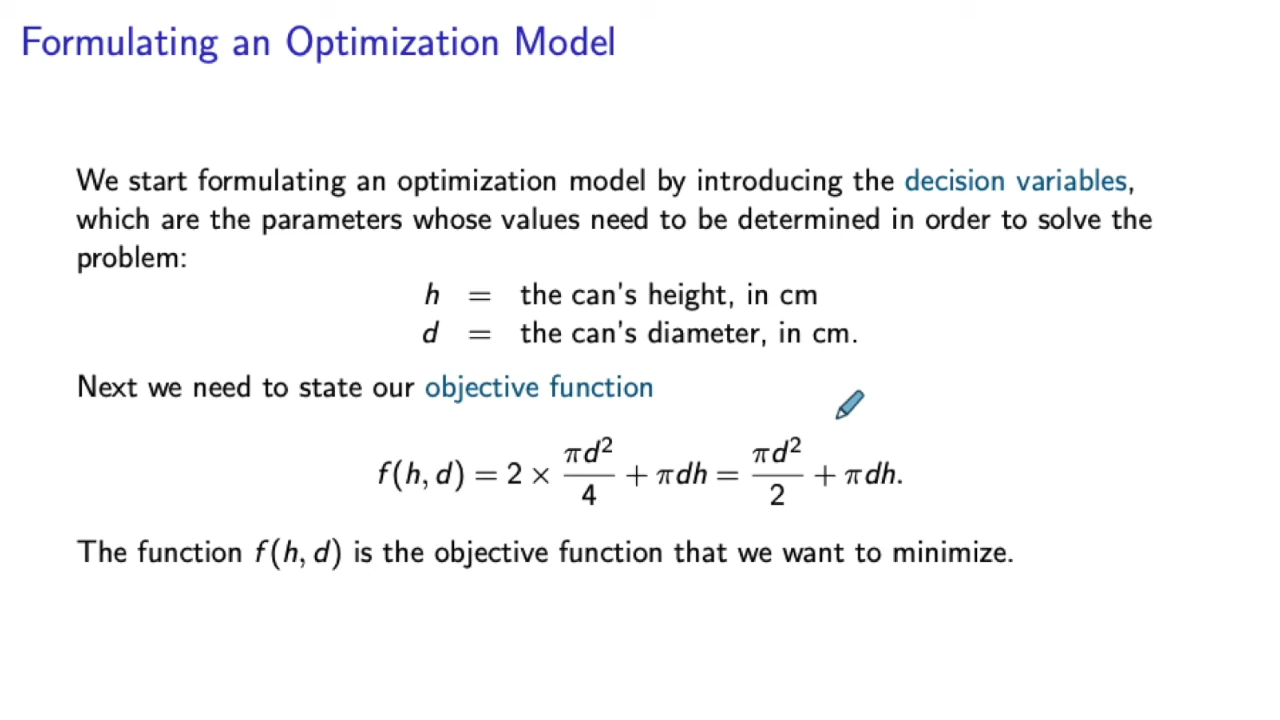 Formulating an Optimization Model
We start formulating an optimization model by introducing the decision variables,
which are the parameters whose values need to be determined in order to solve the
problem:
h = the can's height, in cm
d = the can's diameter, in cm.
Next we need to state our objective function
f(h, d) = 2 × πd²/4 + πdh = πd²/2 + πdh.
The function f(h, d) is the objective function that we want to minimize.